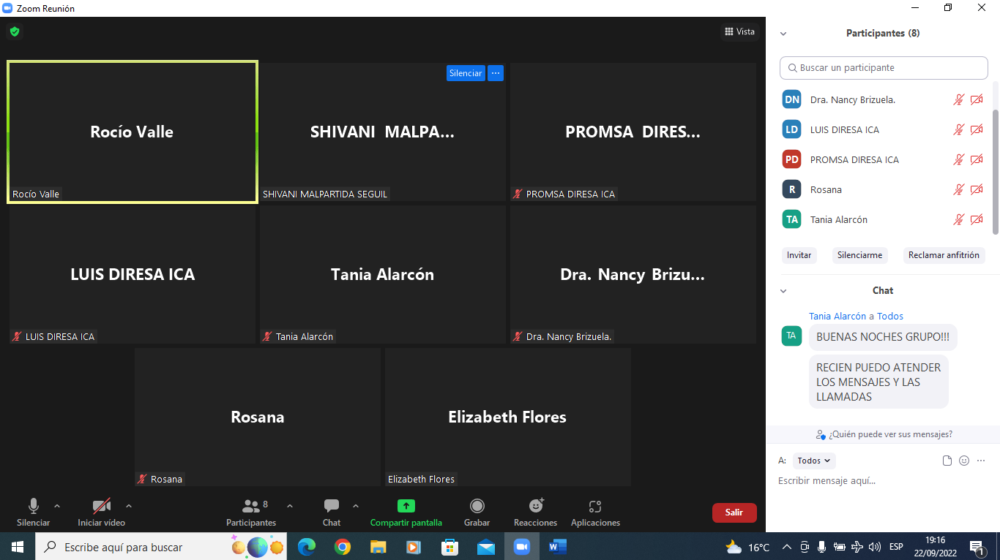 Zoom Reunión
Vista
Rocío Valle
Rocío Valle
Silenciar
SHIVANI MALPA...
SHIVANI MALPARTIDA SEGUIL
PROMSA DIRES...
PROMSA DIRESA ICA
LUIS DIRESA ICA
LUIS DIRESA ICA
Tania Alarcón
Tania Alarcón
Dra. Nancy Brizu...
Dra. Nancy Brizuela.
Rosana
Rosana
Elizabeth Flores
Elizabeth Flores
Silenciar
Iniciar vídeo
Participantes
8
Chat
Compartir pantalla
Grabar
Reacciones
Aplicaciones
Salir
Participantes (8)
Buscar un participante
DN Dra. Nancy Brizuela.
LD LUIS DIRESA ICA
PD PROMSA DIRESA ICA
R Rosana
TA Tania Alarcón
Invitar Silenciarme Reclamar anfitrión
Chat
Tania Alarcón a Todos
TA BUENAS NOCHES GRUPO!!!
RECIEN PUEDO ATENDER
LOS MENSAJES Y LAS
LLAMADAS
¿Quién puede ver sus mensajes?
A: Todos
Escribir mensaje aquí...
Escribe aquí para buscar
16°C
ESP
19:16
22/09/2022
1